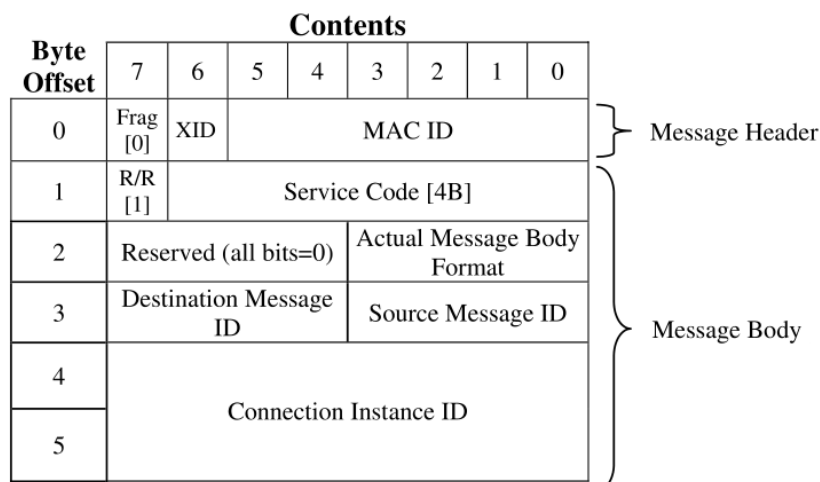 Contents
Byte
Offset
7 6 5 4 3 2 1 0
0
Frag
[0]
XID
MAC ID
Message Header
1
R/R
[1]
Service Code [4B]
2
Reserved (all bits=0)
Actual Message Body
Format
3
Destination Message
ID
Source Message ID
Message Body
4
Connection Instance ID
5